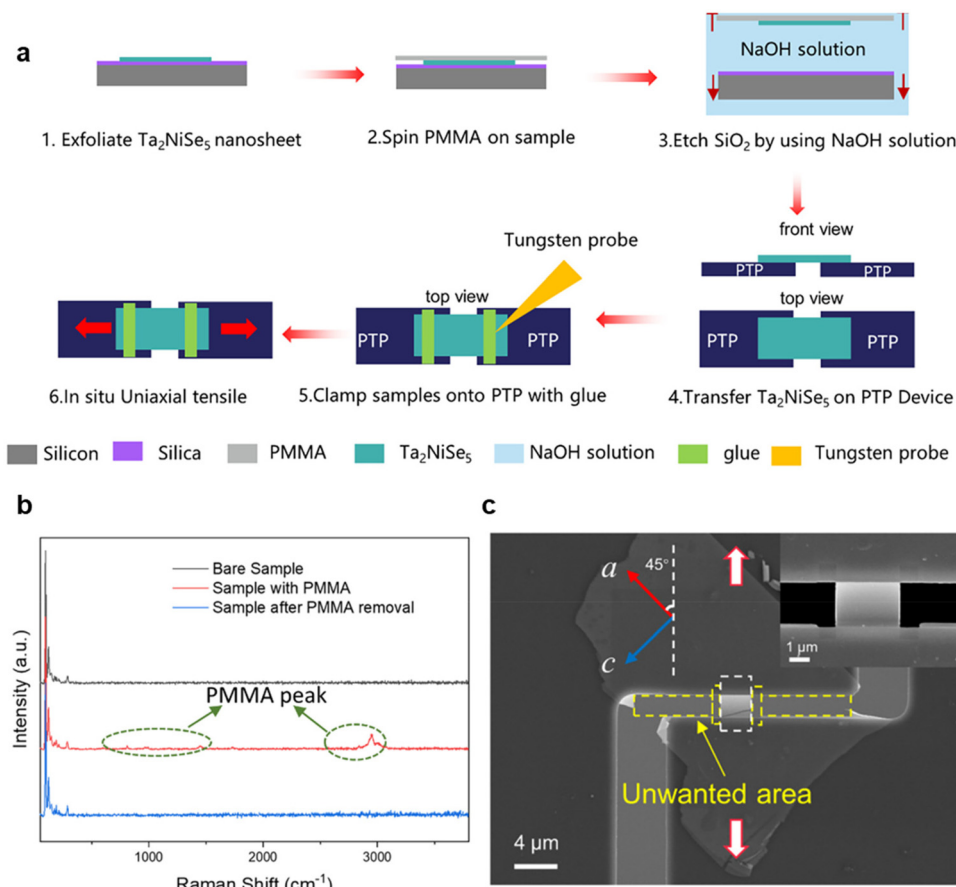 a
NaOH solution
1. Exfoliate Ta₂NiSe₅ nanosheet
2.Spin PMMA on sample
3.Etch SiO₂ by using NaOH solution
front view
PTP PTP
Tungsten probe
top view
top view
PTP PTP
PTP PTP
6.In situ Uniaxial tensile
5.Clamp samples onto PTP with glue
4.Transfer Ta₂NiSe₅ on PTP Device
Silicon Silica PMMA Ta₂NiSe₅ NaOH solution glue Tungsten probe
b
Intensity (a.u.)
Bare Sample
Sample with PMMA
Sample after PMMA removal
PMMA peak
1000 2000 3000
Raman Shift (cm⁻¹)
c
45°
a
c
1 μm
Unwanted area
4 μm